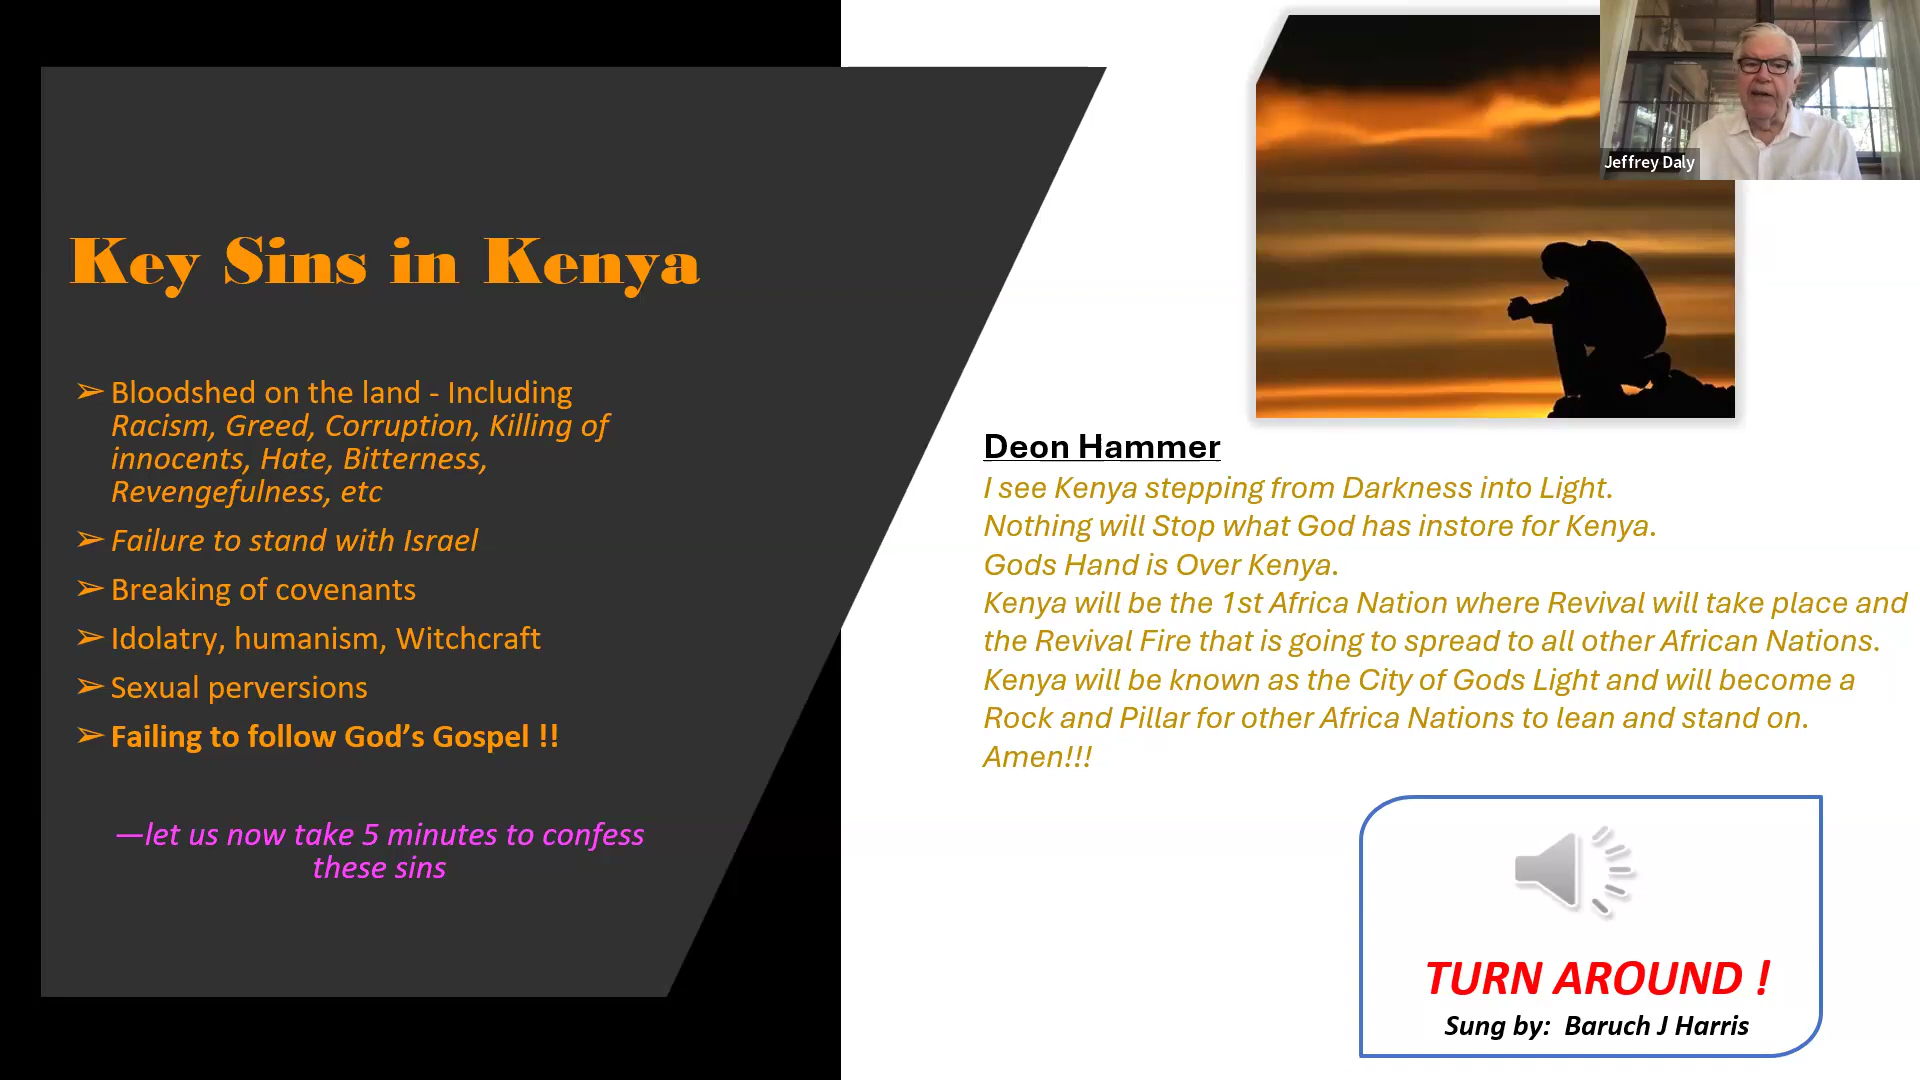 Key Sins in Kenya
➢ Bloodshed on the land - Including
Racism, Greed, Corruption, Killing of
innocents, Hate, Bitterness,
Revengefulness, etc
➢ Failure to stand with Israel
➢ Breaking of covenants
➢ Idolatry, humanism, Witchcraft
➢ Sexual perversions
➢ Failing to follow God’s Gospel !!
—let us now take 5 minutes to confess
these sins
Jeffrey Daly
Deon Hammer
I see Kenya stepping from Darkness into Light.
Nothing will Stop what God has instore for Kenya.
Gods Hand is Over Kenya.
Kenya will be the 1st Africa Nation where Revival will take place and
the Revival Fire that is going to spread to all other African Nations.
Kenya will be known as the City of Gods Light and will become a
Rock and Pillar for other Africa Nations to lean and stand on.
Amen!!!
TURN AROUND !
Sung by: Baruch J Harris